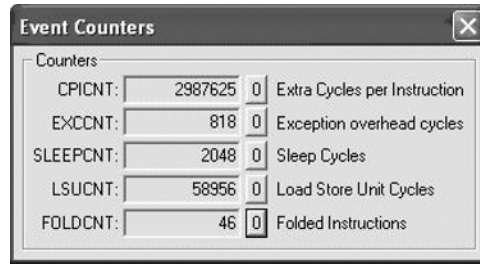 Event Counters
Counters
CPICNT: 2987625 0 Extra Cycles per Instruction
EXCCNT: 818 0 Exception overhead cycles
SLEEPCNT: 2048 0 Sleep Cycles
LSUCNT: 58956 0 Load Store Unit Cycles
FOLDCNT: 46 0 Folded Instructions